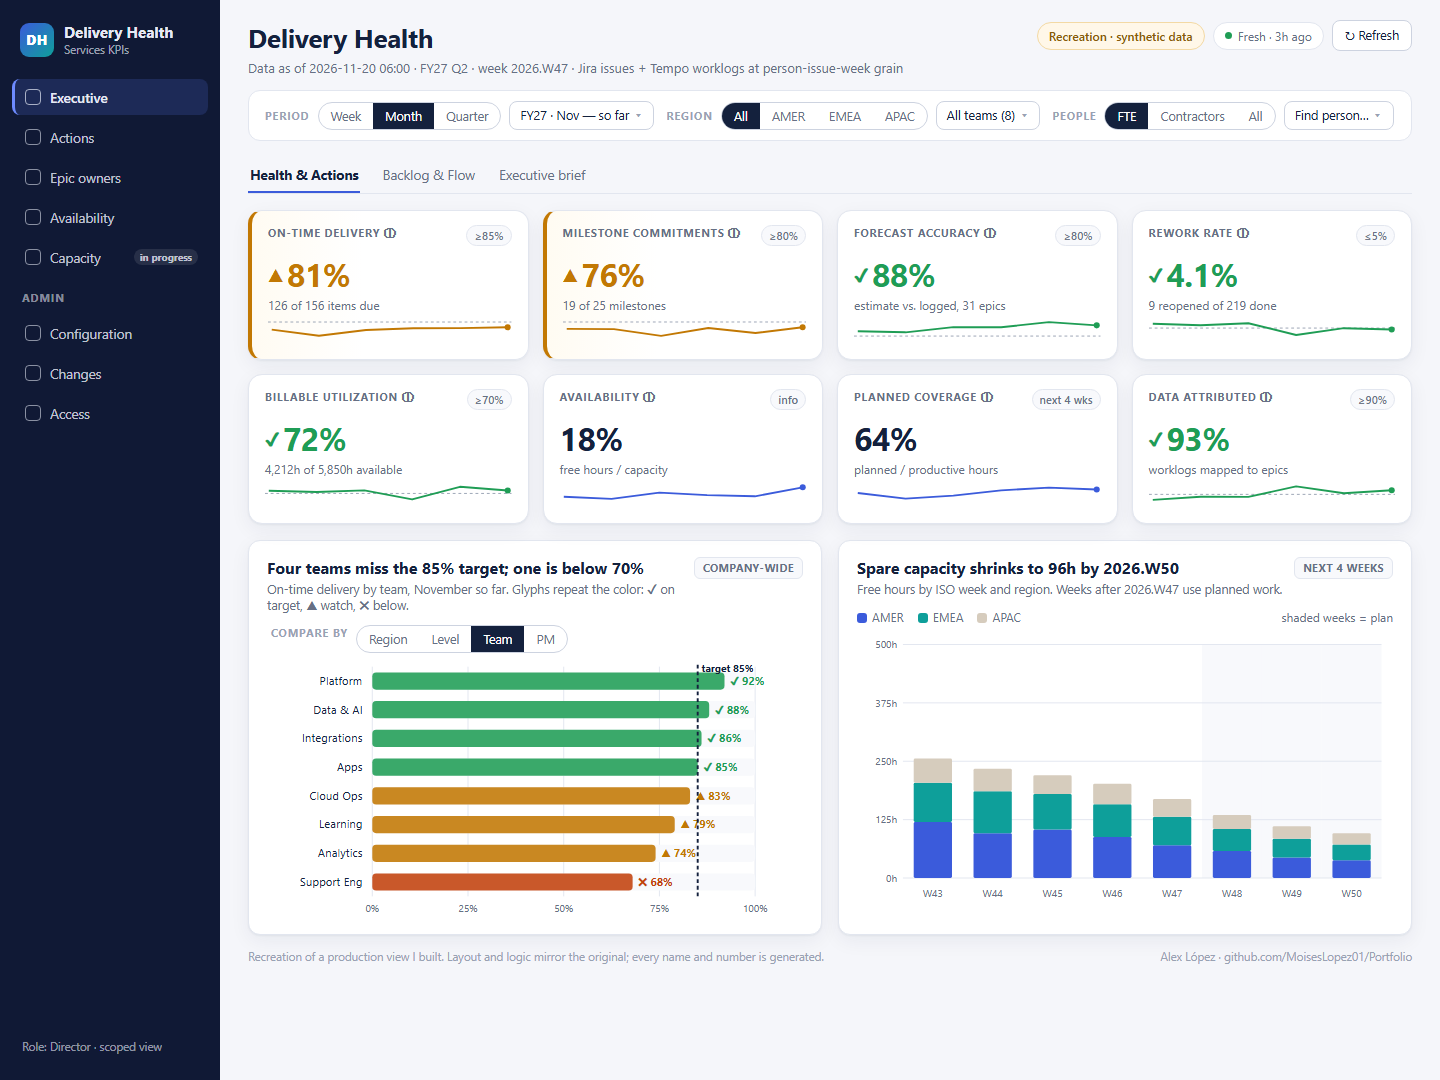 DH
Delivery Health
Services KPIs
Executive
Actions
Epic owners
Availability
Capacity in progress
ADMIN
Configuration
Changes
Access
Role: Director · scoped view
Delivery Health
Recreation · synthetic data
Fresh · 3h ago
↻ Refresh
Data as of 2026-11-20 06:00 · FY27 Q2 · week 2026.W47 · Jira issues + Tempo worklogs at person-issue-week grain
PERIOD Week Month Quarter FY27 · Nov — so far REGION All AMER EMEA APAC All teams (8) PEOPLE FTE Contractors All Find person...
Health & Actions Backlog & Flow Executive brief
ON-TIME DELIVERY ⓘ ≥85%
▲81%
126 of 156 items due
MILESTONE COMMITMENTS ⓘ ≥80%
▲76%
19 of 25 milestones
FORECAST ACCURACY ⓘ ≥80%
✓88%
estimate vs. logged, 31 epics
REWORK RATE ⓘ ≤5%
✓4.1%
9 reopened of 219 done
BILLABLE UTILIZATION ⓘ ≥70%
✓72%
4,212h of 5,850h available
AVAILABILITY ⓘ info
18%
free hours / capacity
PLANNED COVERAGE ⓘ next 4 wks
64%
planned / productive hours
DATA ATTRIBUTED ⓘ ≥90%
✓93%
worklogs mapped to epics
Four teams miss the 85% target; one is below 70%
COMPANY-WIDE
On-time delivery by team, November so far. Glyphs repeat the color: ✓ on
target, ▲ watch, ✕ below.
COMPARE BY Region Level Team PM
target 85%
Platform ✓ 92%
Data & AI ✓ 88%
Integrations ✓ 86%
Apps ✓ 85%
Cloud Ops ▲ 83%
Learning ▲ 79%
Analytics ▲ 74%
Support Eng ✕ 68%
0% 25% 50% 75% 100%
Spare capacity shrinks to 96h by 2026.W50
NEXT 4 WEEKS
Free hours by ISO week and region. Weeks after 2026.W47 use planned work.
AMER EMEA APAC
shaded weeks = plan
500h
375h
250h
125h
0h
W43 W44 W45 W46 W47 W48 W49 W50
Recreation of a production view I built. Layout and logic mirror the original; every name and number is generated.
Alex López · github.com/MoisesLopez01/Portfolio